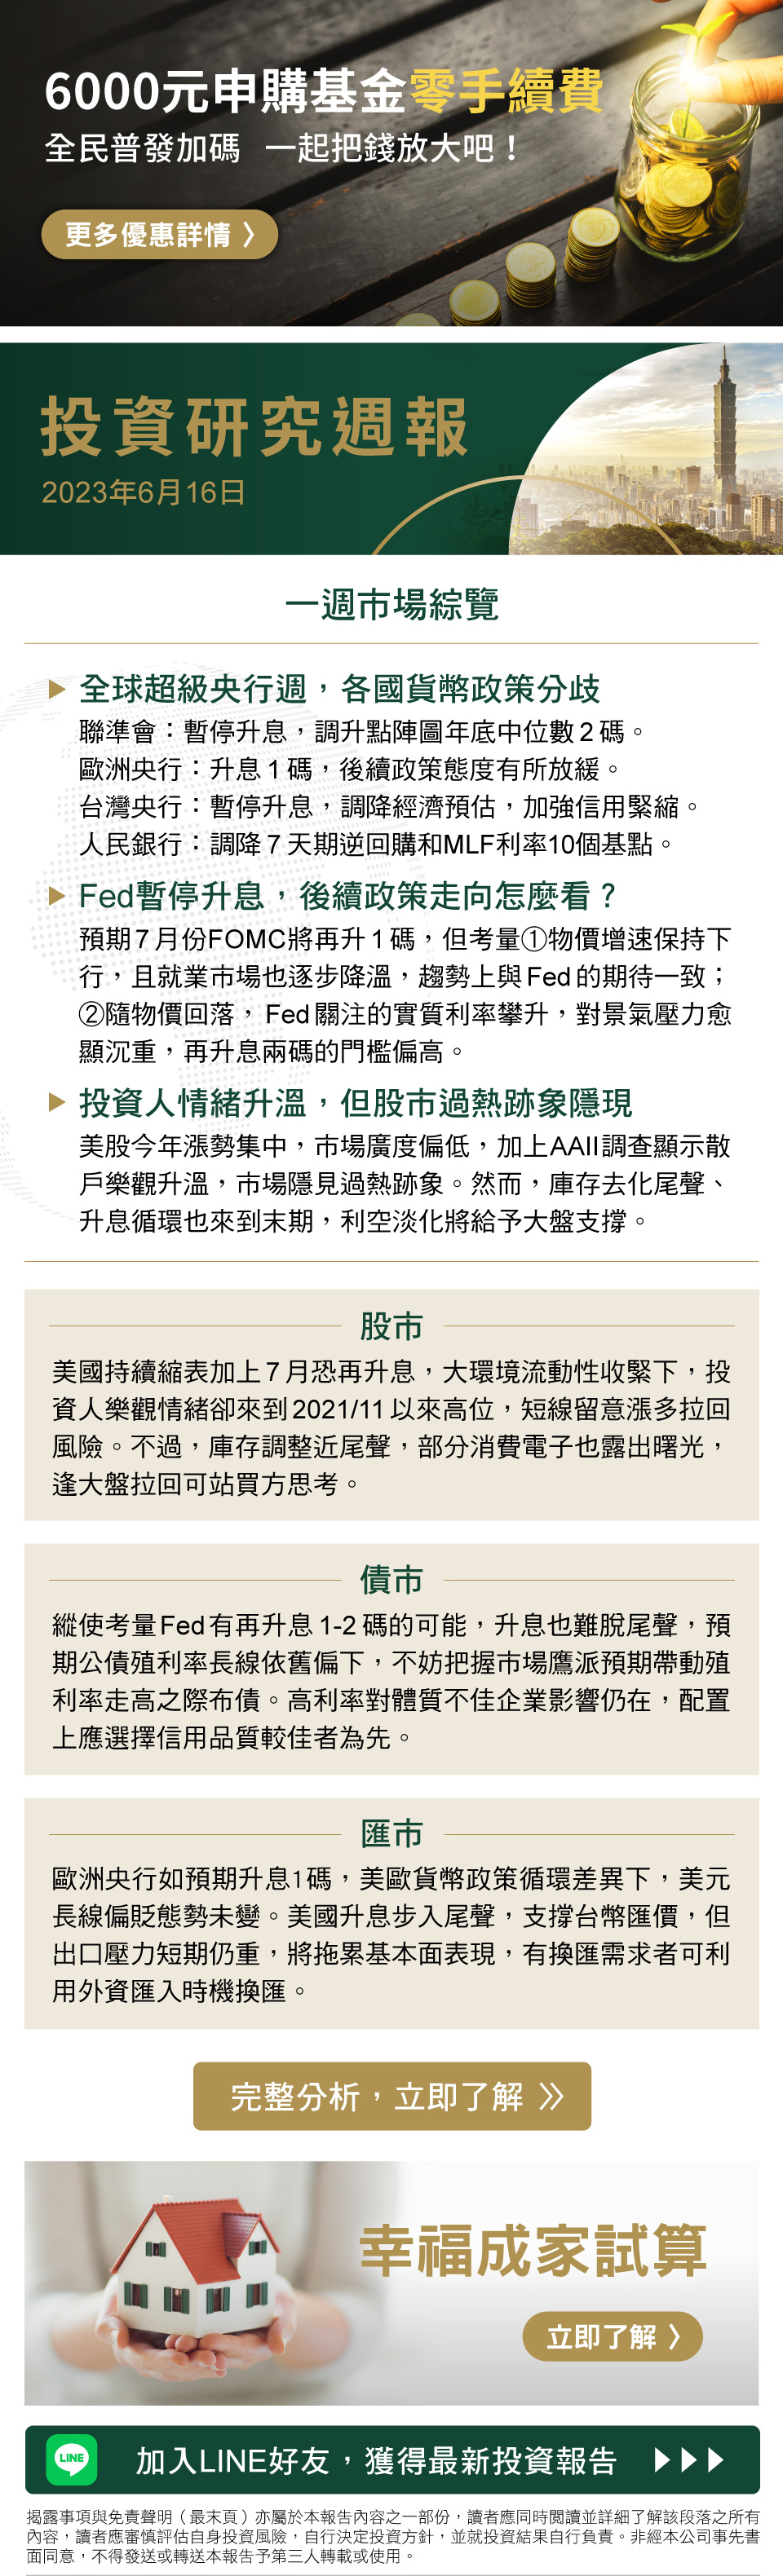 6000元申購基金零手續費
全民普發加碼 一起把錢放大吧！
更多優惠詳情 〉
投資研究週報
2023年6月16日
一週市場綜覽
▶ 全球超級央行週，各國貨幣政策分歧
聯準會：暫停升息，調升點陣圖年底中位數 2 碼。
歐洲央行：升息 1 碼，後續政策態度有所放緩。
台灣央行：暫停升息，調降經濟預估，加強信用緊縮。
人民銀行：調降 7 天期逆回購和MLF利率10個基點。
▶ Fed暫停升息，後續政策走向怎麼看？
預期 7 月份FOMC將再升 1 碼，但考量①物價增速保持下
行，且就業市場也逐步降溫，趨勢上與 Fed 的期待一致；
②隨物價回落， Fed 關注的實質利率攀升，對景氣壓力愈
顯沉重，再升息兩碼的門檻偏高。
▶ 投資人情緒升溫，但股市過熱跡象隱現
美股今年漲勢集中，市場廣度偏低，加上AAII調查顯示散
戶樂觀升溫，市場隱見過熱跡象。然而，庫存去化尾聲、
升息循環也來到末期，利空淡化將給予大盤支撐。
股市
美國持續縮表加上 7 月恐再升息，大環境流動性收緊下，投
資人樂觀情緒卻來到 2021/11 以來高位，短線留意漲多拉回
風險。不過，庫存調整近尾聲，部分消費電子也露出曙光，
逢大盤拉回可站買方思考。
債市
縱使考量 Fed 有再升息 1-2 碼的可能，升息也難脫尾聲，預
期公債殖利率長線依舊偏下，不妨把握市場鷹派預期帶動殖
利率走高之際布債。高利率對體質不佳企業影響仍在，配置
上應選擇信用品質較佳者為先。
匯市
歐洲央行如預期升息1碼，美歐貨幣政策循環差異下，美元
長線偏貶態勢未變。美國升息步入尾聲，支撐台幣匯價，但
出口壓力短期仍重，將拖累基本面表現，有換匯需求者可利
用外資匯入時機換匯。
完整分析，立即了解 》
幸福成家試算
立即了解 〉
LINE 加入LINE好友，獲得最新投資報告 ▶▶▶
揭露事項與免責聲明（最末頁）亦屬於本報告內容之一部份，讀者應同時閱讀並詳細了解該段落之所有
內容，讀者應審慎評估自身投資風險，自行決定投資方針，並就投資結果自行負責。非經本公司事先書
面同意，不得發送或轉送本報告予第三人轉載或使用。